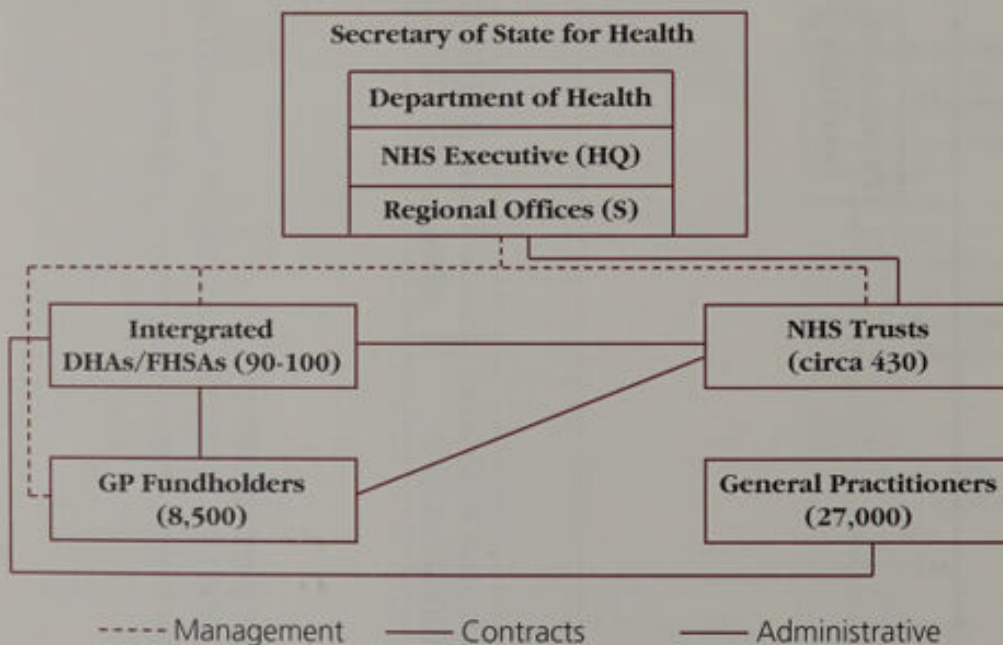 Secretary of State for Health
Department of Health
NHS Executive (HQ)
Regional Offices (S)
Intergrated
DHAs/FHSAs (90-100)
NHS Trusts
(circa 430)
GP Fundholders
(8,500)
General Practitioners
(27,000)
Management
Contracts
Administrative